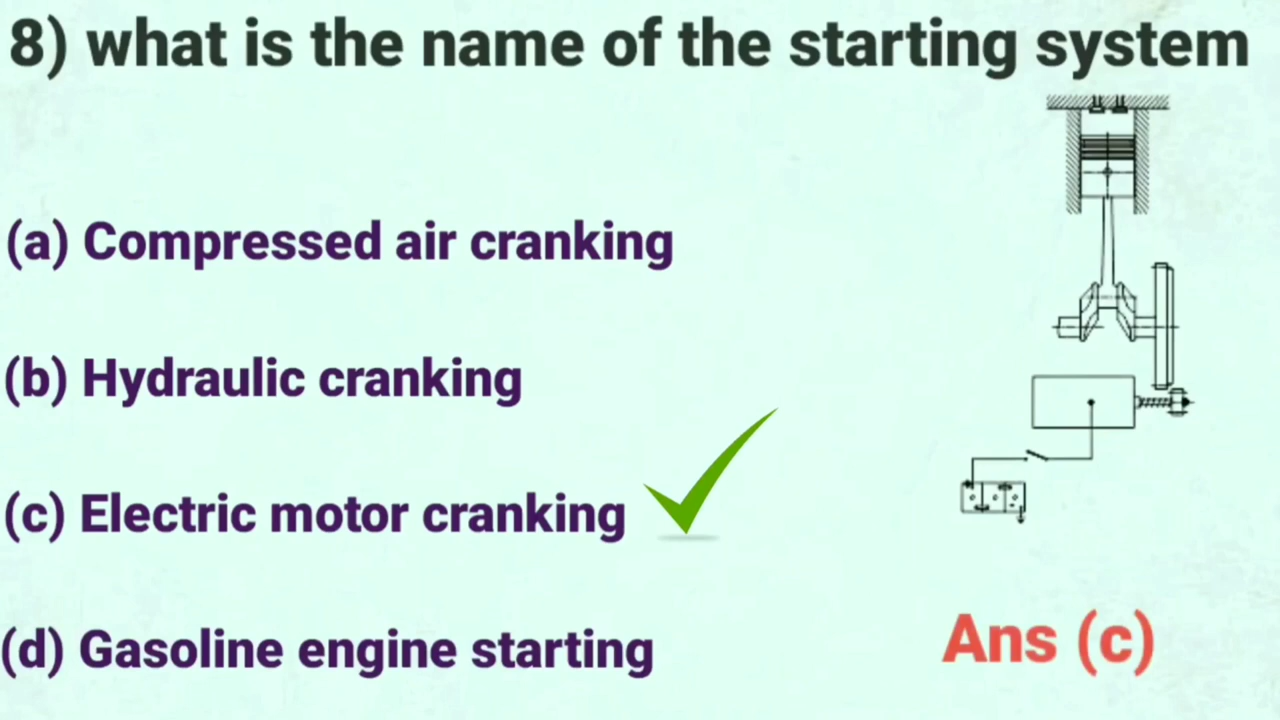 8) what is the name of the starting system
(a) Compressed air cranking
(b) Hydraulic cranking
(c) Electric motor cranking
(d) Gasoline engine starting
Ans (c)